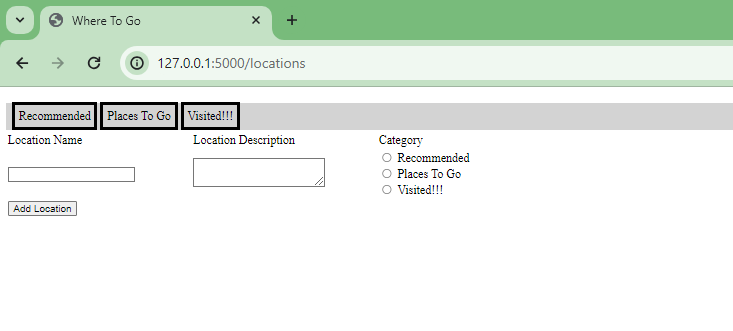 Where To Go
127.0.0.1:5000/locations
Recommended Places To Go Visited!!!
Location Name Location Description Category
Recommended
Places To Go
Visited!!!
Add Location